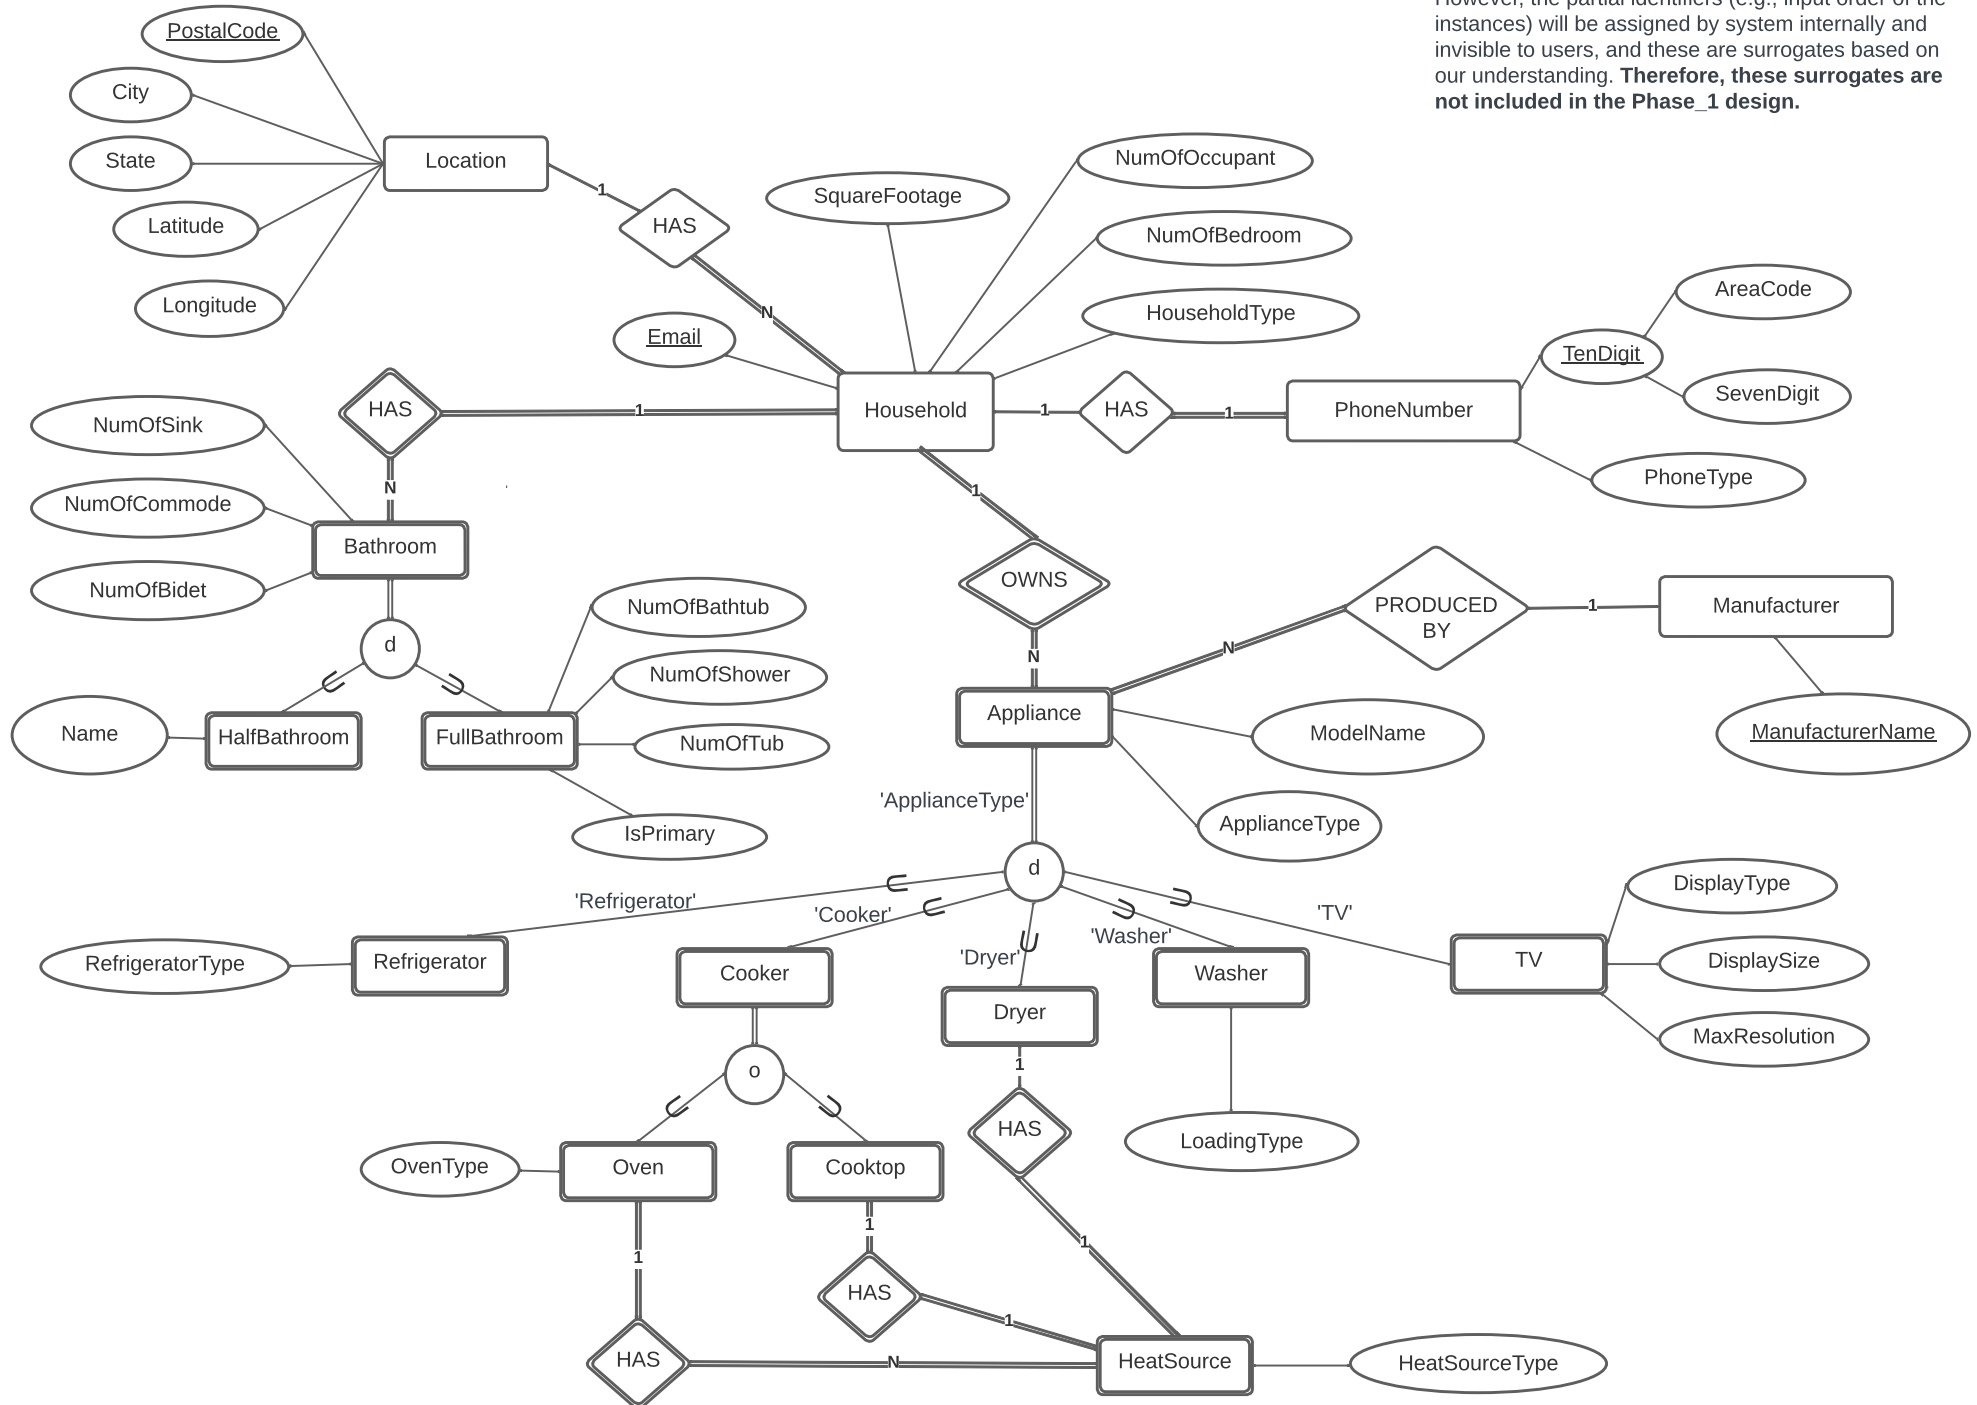 However, the partial identifiers (e.g., input order of the
instances) will be assigned by system internally and
invisible to users, and these are surrogates based on
our understanding. Therefore, these surrogates are
not included in the Phase_1 design.
PostalCode
City
State
Latitude
Longitude
Location
1
HAS
N
SquareFootage
NumOfOccupant
NumOfBedroom
HouseholdType
Email
Household
1
HAS
1
PhoneNumber
TenDigit
AreaCode
SevenDigit
PhoneType
HAS
1
N
NumOfSink
NumOfCommode
NumOfBidet
Bathroom
d
Name
HalfBathroom
FullBathroom
NumOfBathtub
NumOfShower
NumOfTub
IsPrimary
1
OWNS
N
Appliance
N
PRODUCED
BY
1
Manufacturer
ManufacturerName
ModelName
ApplianceType
'ApplianceType'
d
'Refrigerator'
'Cooker'
'Dryer'
'Washer'
'TV'
RefrigeratorType
Refrigerator
Cooker
Dryer
Washer
TV
DisplayType
DisplaySize
MaxResolution
LoadingType
o
OvenType
Oven
Cooktop
1
HAS
1
1
HAS
1
1
HAS
N
HeatSource
HeatSourceType